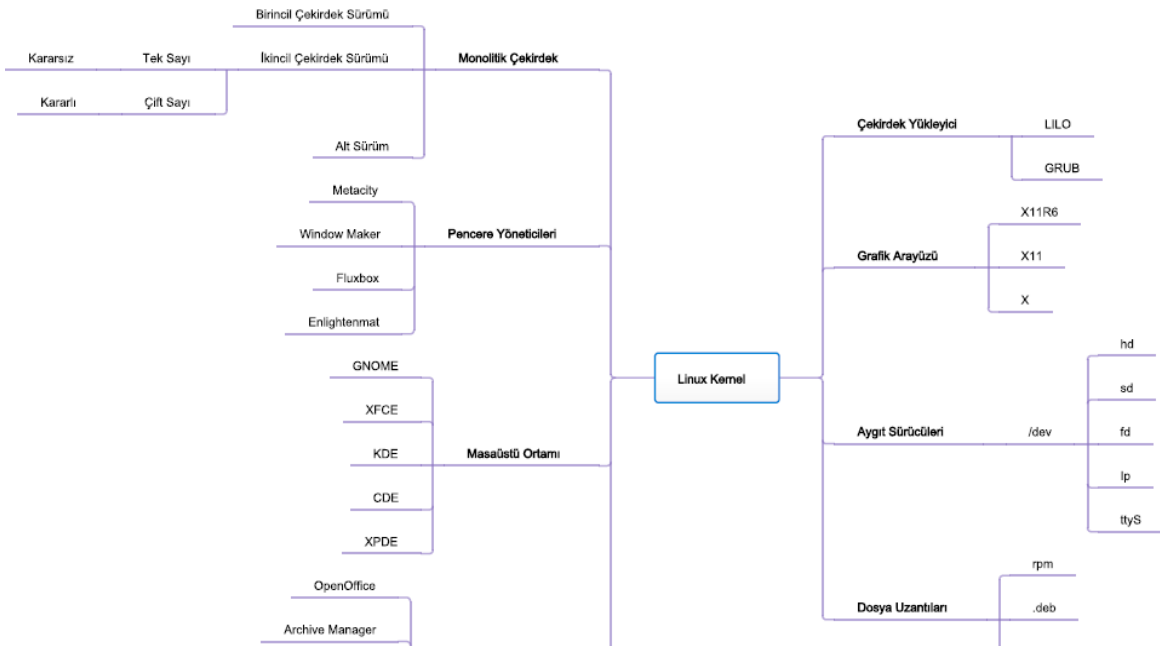 Birincil Çekirdek Sürümü
Kararsız
Tek Sayı
İkincil Çekirdek Sürümü
Monolitik Çekirdek
Kararlı
Çift Sayı
Alt Sürüm
Metacity
Window Maker
Pencere Yöneticileri
Fluxbox
Enlightenmat
GNOME
XFCE
KDE
Masaüstü Ortamı
CDE
XPDE
OpenOffice
Archive Manager
Linux Kernel
Çekirdek Yükleyici
LILO
GRUB
X11R6
Grafik Arayüzü
X11
X
hd
sd
Aygıt Sürücüleri
/dev
fd
lp
ttyS
rpm
Dosya Uzantıları
.deb